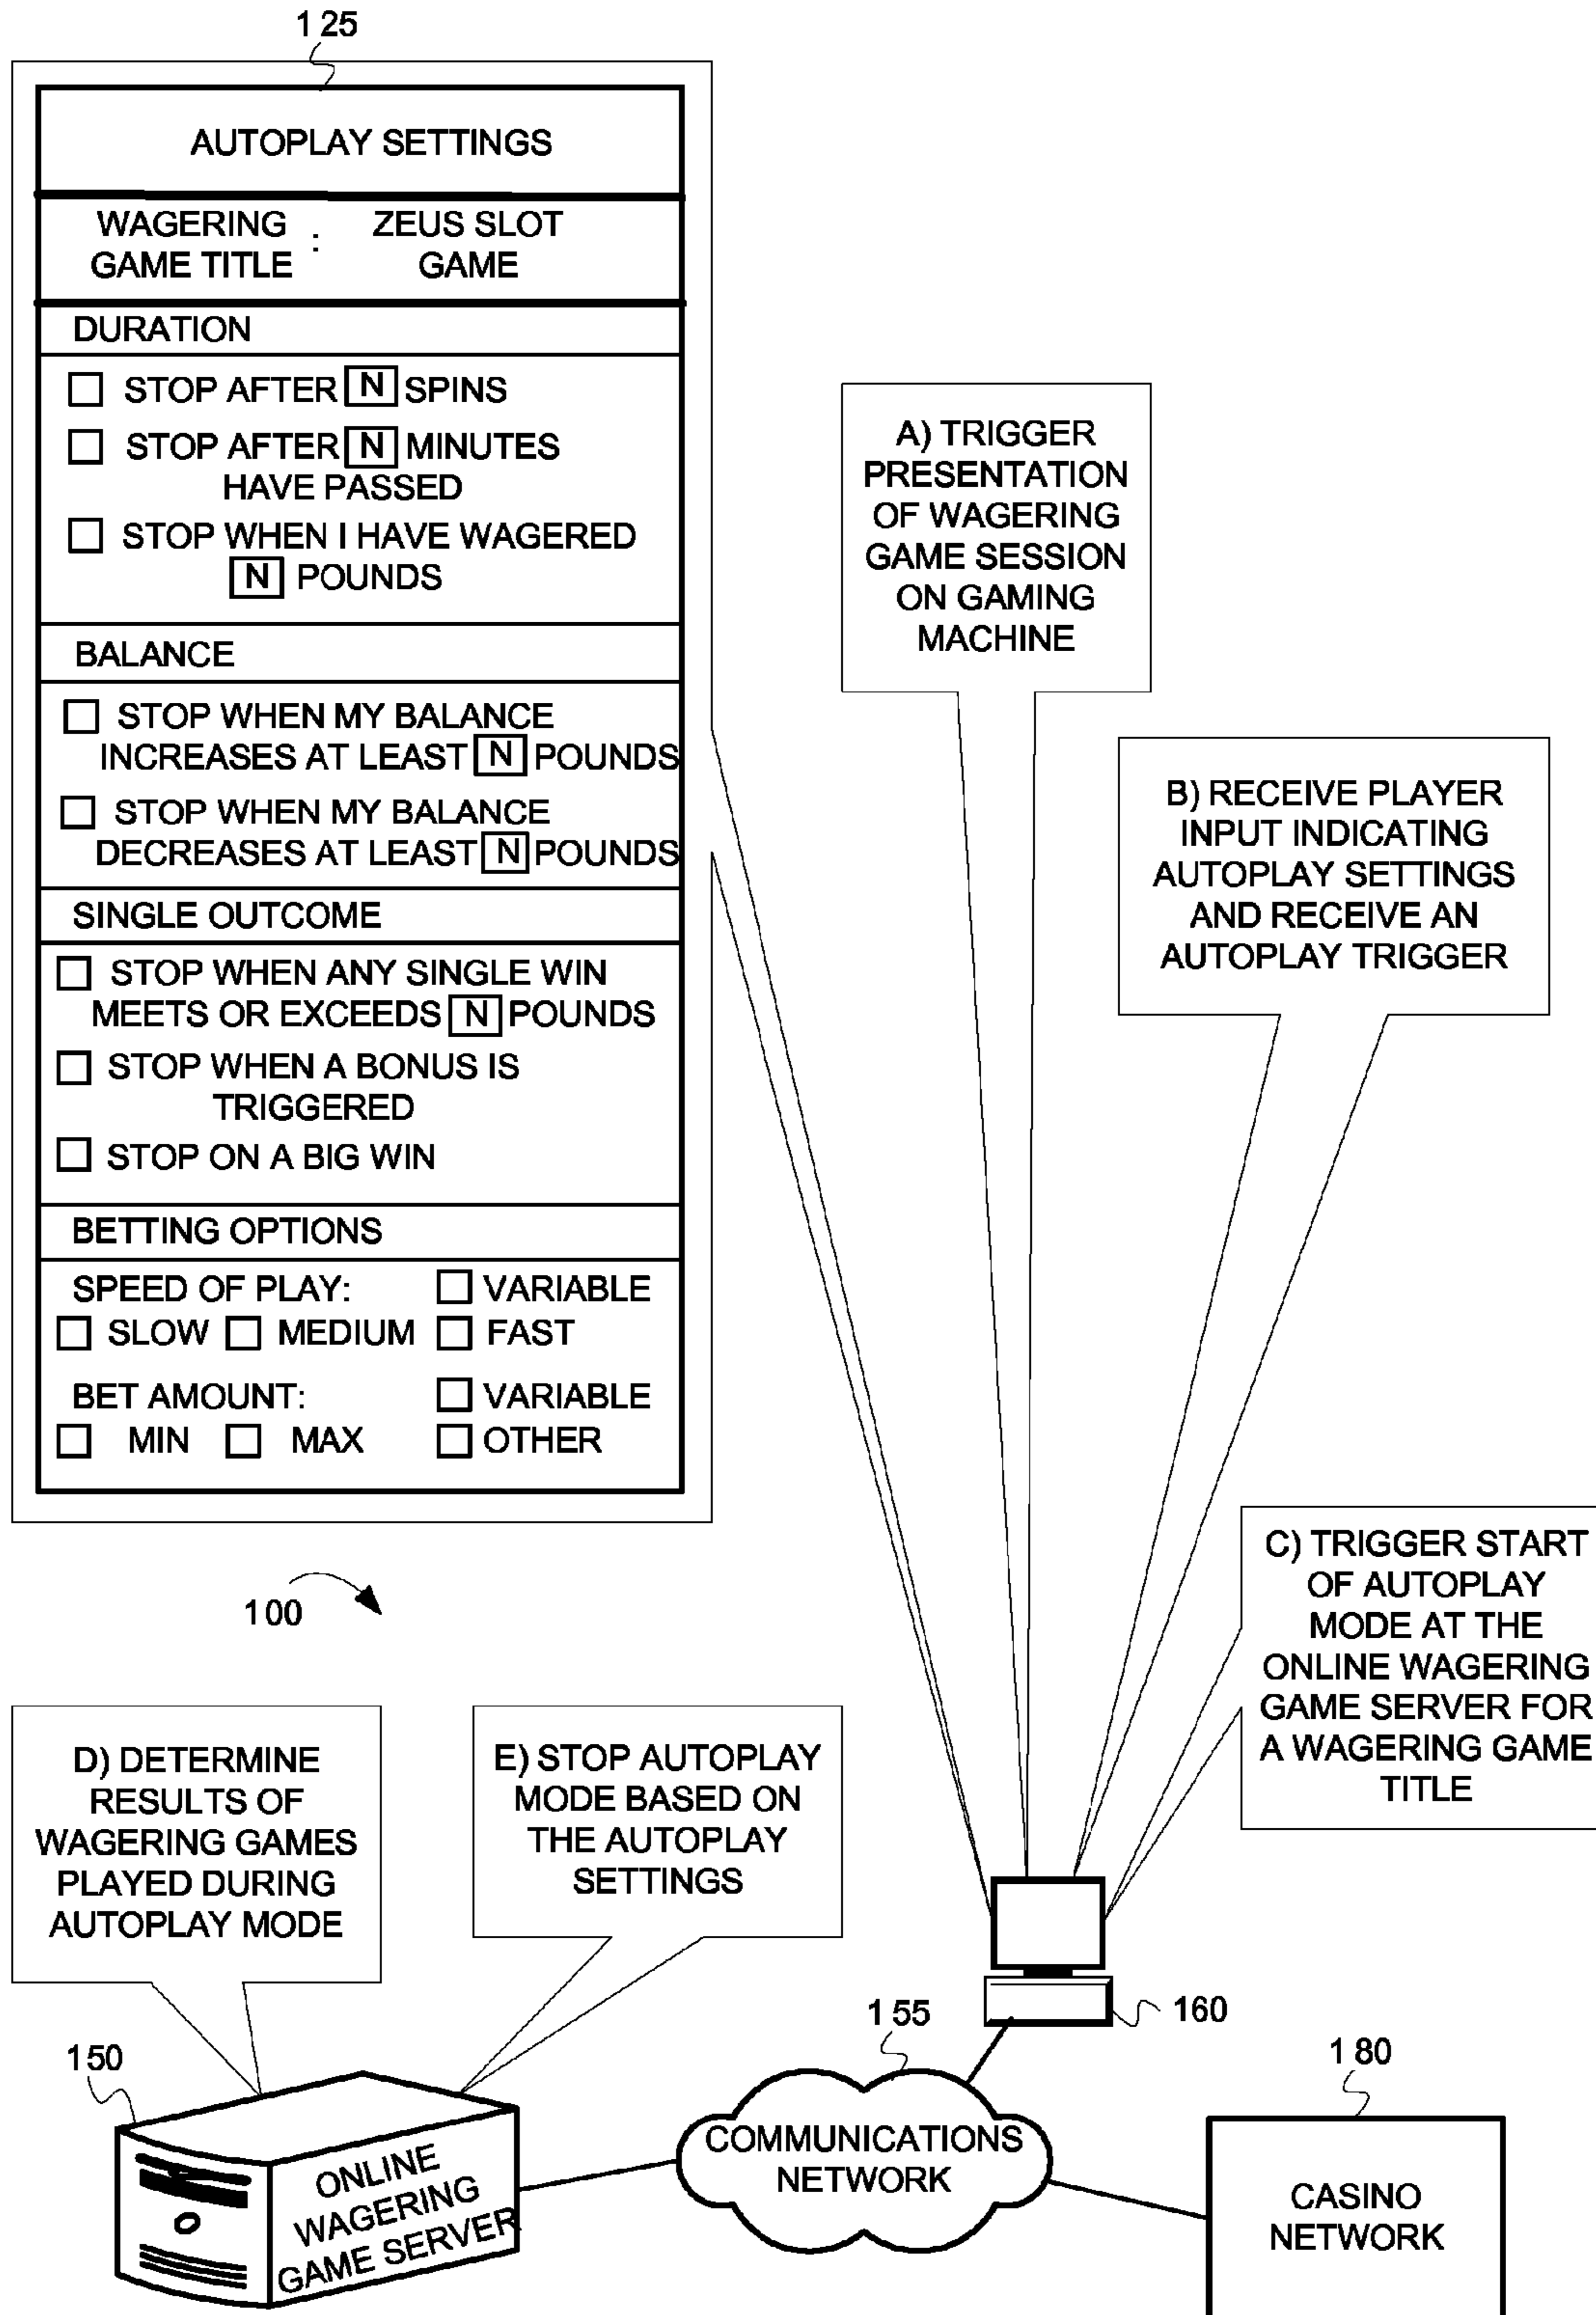 125
AUTOPLAY SETTINGS
WAGERING
GAME TITLE
:
ZEUS SLOT
GAME
DURATION
STOP AFTER N SPINS
STOP AFTER N MINUTES
HAVE PASSED
STOP WHEN I HAVE WAGERED
N POUNDS
BALANCE
STOP WHEN MY BALANCE
INCREASES AT LEAST N POUNDS
STOP WHEN MY BALANCE
DECREASES AT LEAST N POUNDS
SINGLE OUTCOME
STOP WHEN ANY SINGLE WIN
MEETS OR EXCEEDS N POUNDS
STOP WHEN A BONUS IS
TRIGGERED
STOP ON A BIG WIN
BETTING OPTIONS
SPEED OF PLAY: VARIABLE
SLOW MEDIUM FAST
BET AMOUNT: VARIABLE
MIN MAX OTHER
A) TRIGGER
PRESENTATION
OF WAGERING
GAME SESSION
ON GAMING
MACHINE
B) RECEIVE PLAYER
INPUT INDICATING
AUTOPLAY SETTINGS
AND RECEIVE AN
AUTOPLAY TRIGGER
C) TRIGGER START
OF AUTOPLAY
MODE AT THE
ONLINE WAGERING
GAME SERVER FOR
A WAGERING GAME
TITLE
100
D) DETERMINE
RESULTS OF
WAGERING GAMES
PLAYED DURING
AUTOPLAY MODE
E) STOP AUTOPLAY
MODE BASED ON
THE AUTOPLAY
SETTINGS
150
ONLINE
WAGERING
GAME SERVER
155
COMMUNICATIONS
NETWORK
160
180
CASINO
NETWORK